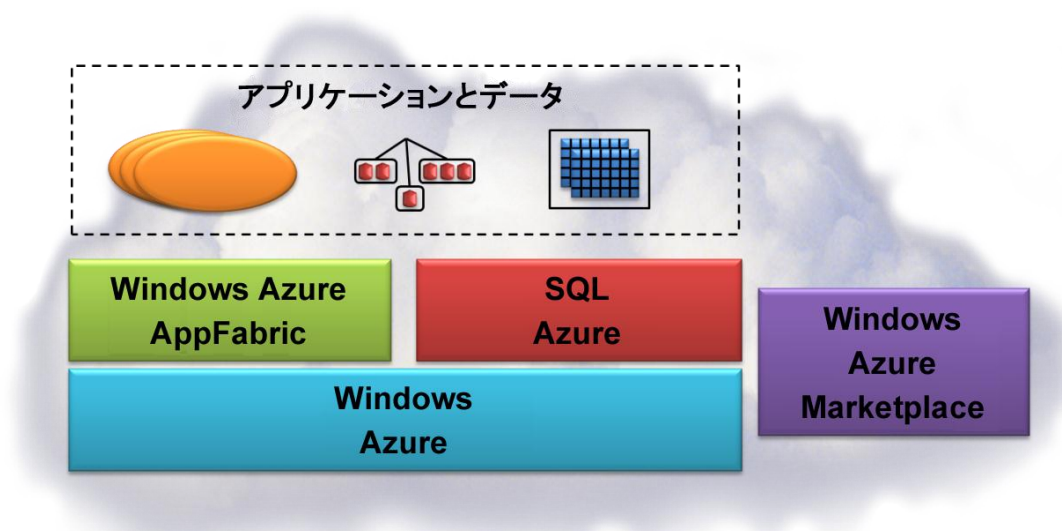 アプリケーションとデータ
Windows Azure
AppFabric
SQL
Azure
Windows
Azure
Marketplace
Windows
Azure